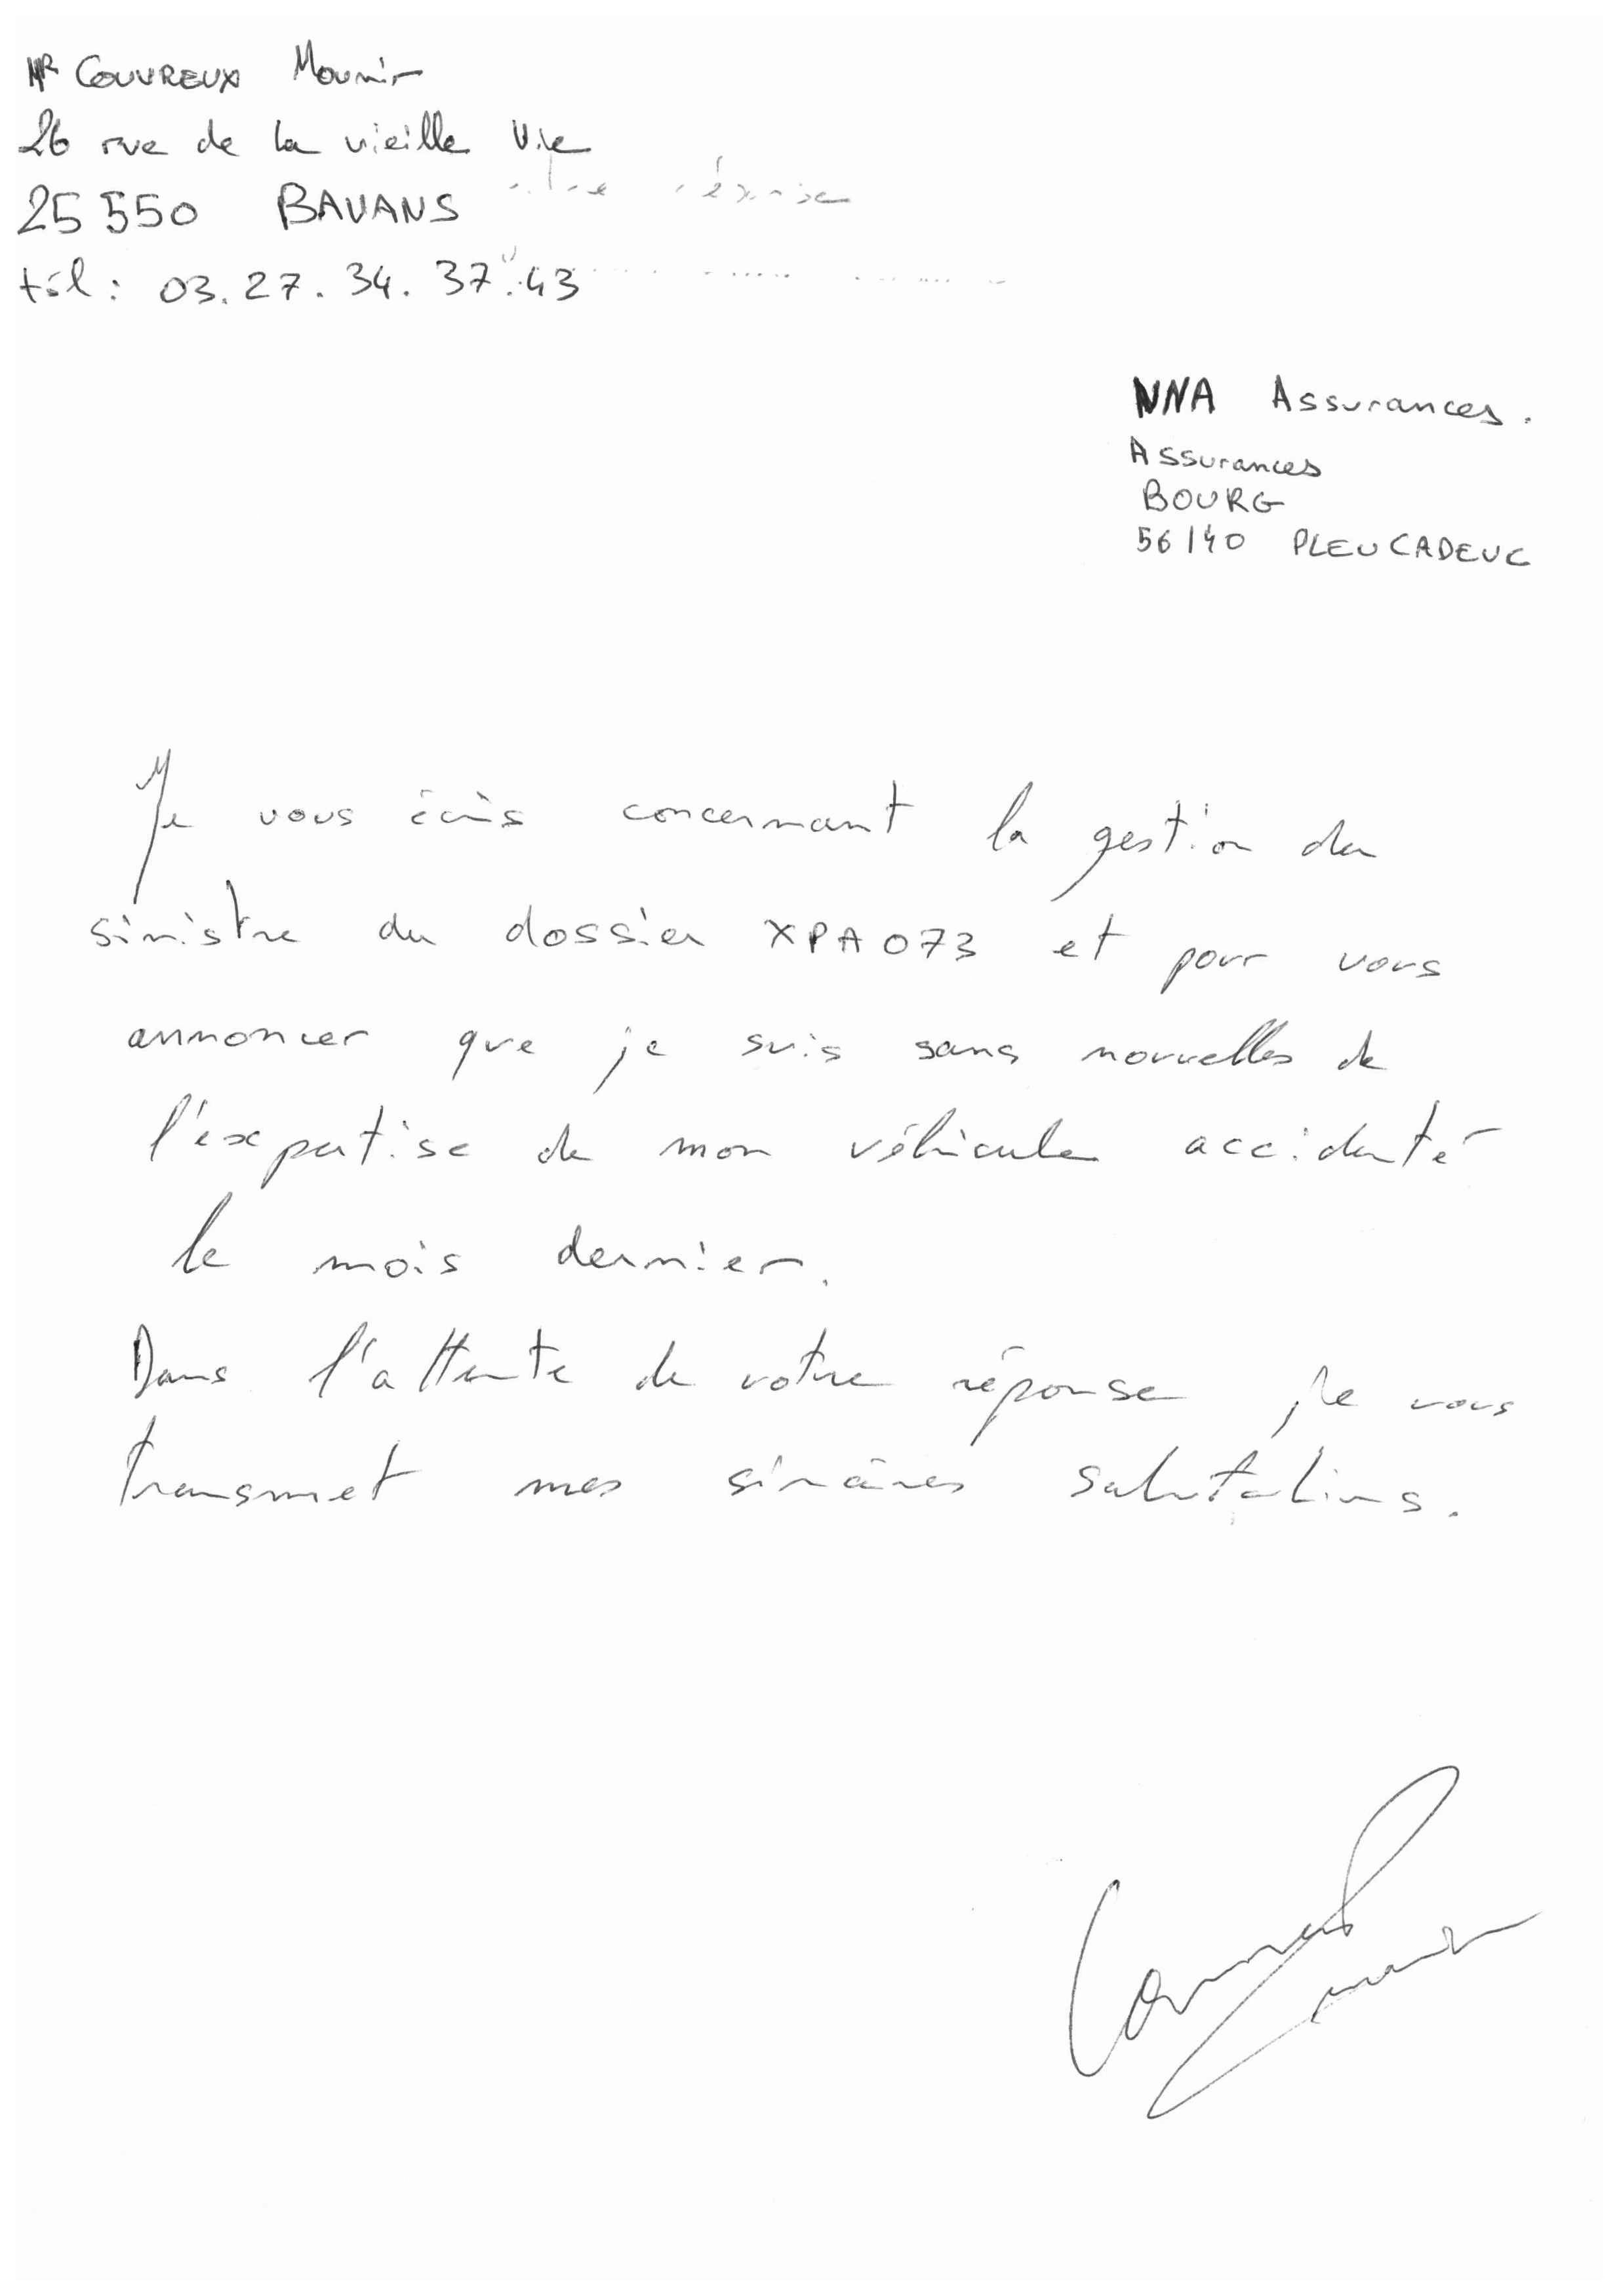 MR COUVREUX Mounir
26 rue de la vieille Vie
25 550 BAVANS
tél : 03.27.34.37.43
NNA Assurances.
Assurances
BOURG
56140 PLEUCADEUC
Je vous écris concernant la gestion du
sinistre du dossier XPA073 et pour vous
annoncer que je suis sans nouvelles de
l'éxpertise de mon véhicule accidenté
le mois dernier.
Dans l'attente de votre réponse, je vous
transmet mes sincères salutations.